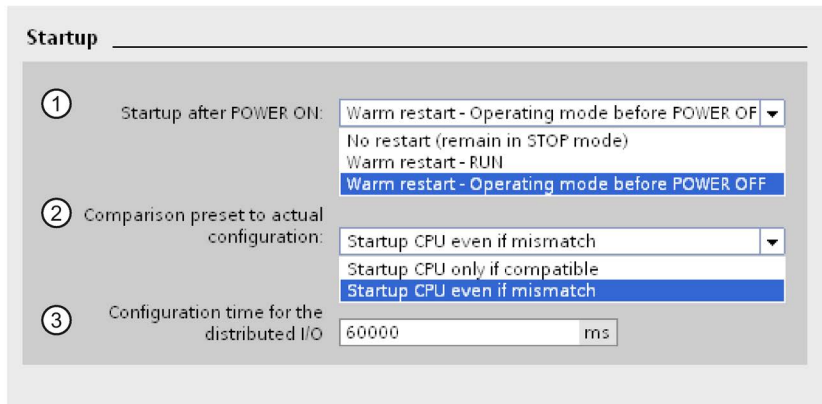 Startup
1 Startup after POWER ON: Warm restart - Operating mode before POWER OF
No restart (remain in STOP mode)
Warm restart - RUN
Warm restart - Operating mode before POWER OFF
2 Comparison preset to actual
configuration: Startup CPU even if mismatch
Startup CPU only if compatible
Startup CPU even if mismatch
3 Configuration time for the
distributed I/O 60000 ms